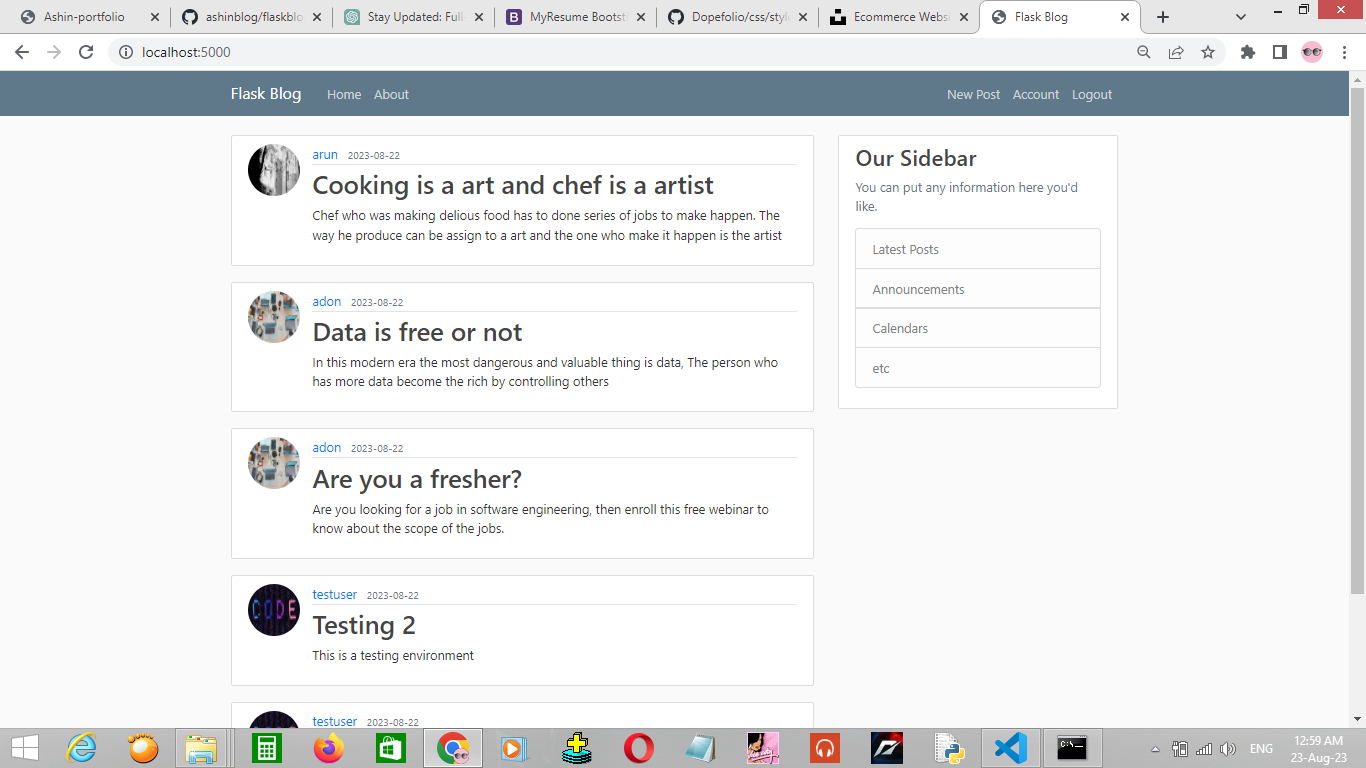 Ashin-portfolio
ashinblog/flaskblo
Stay Updated: Full
MyResume Bootst
Dopefolio/css/style
Ecommerce Webs
Flask Blog
localhost:5000
Flask Blog
Home
About
New Post
Account
Logout
arun 2023-08-22
Cooking is a art and chef is a artist
Chef who was making delious food has to done series of jobs to make happen. The
way he produce can be assign to a art and the one who make it happen is the artist
adon 2023-08-22
Data is free or not
In this modern era the most dangerous and valuable thing is data, The person who
has more data become the rich by controlling others
adon 2023-08-22
Are you a fresher?
Are you looking for a job in software engineering, then enroll this free webinar to
know about the scope of the jobs.
CODE
testuser 2023-08-22
Testing 2
This is a testing environment
testuser 2023-08-22
Our Sidebar
You can put any information here you'd
like.
Latest Posts
Announcements
Calendars
etc
C:\_
ENG
12:59 AM
23-Aug-23